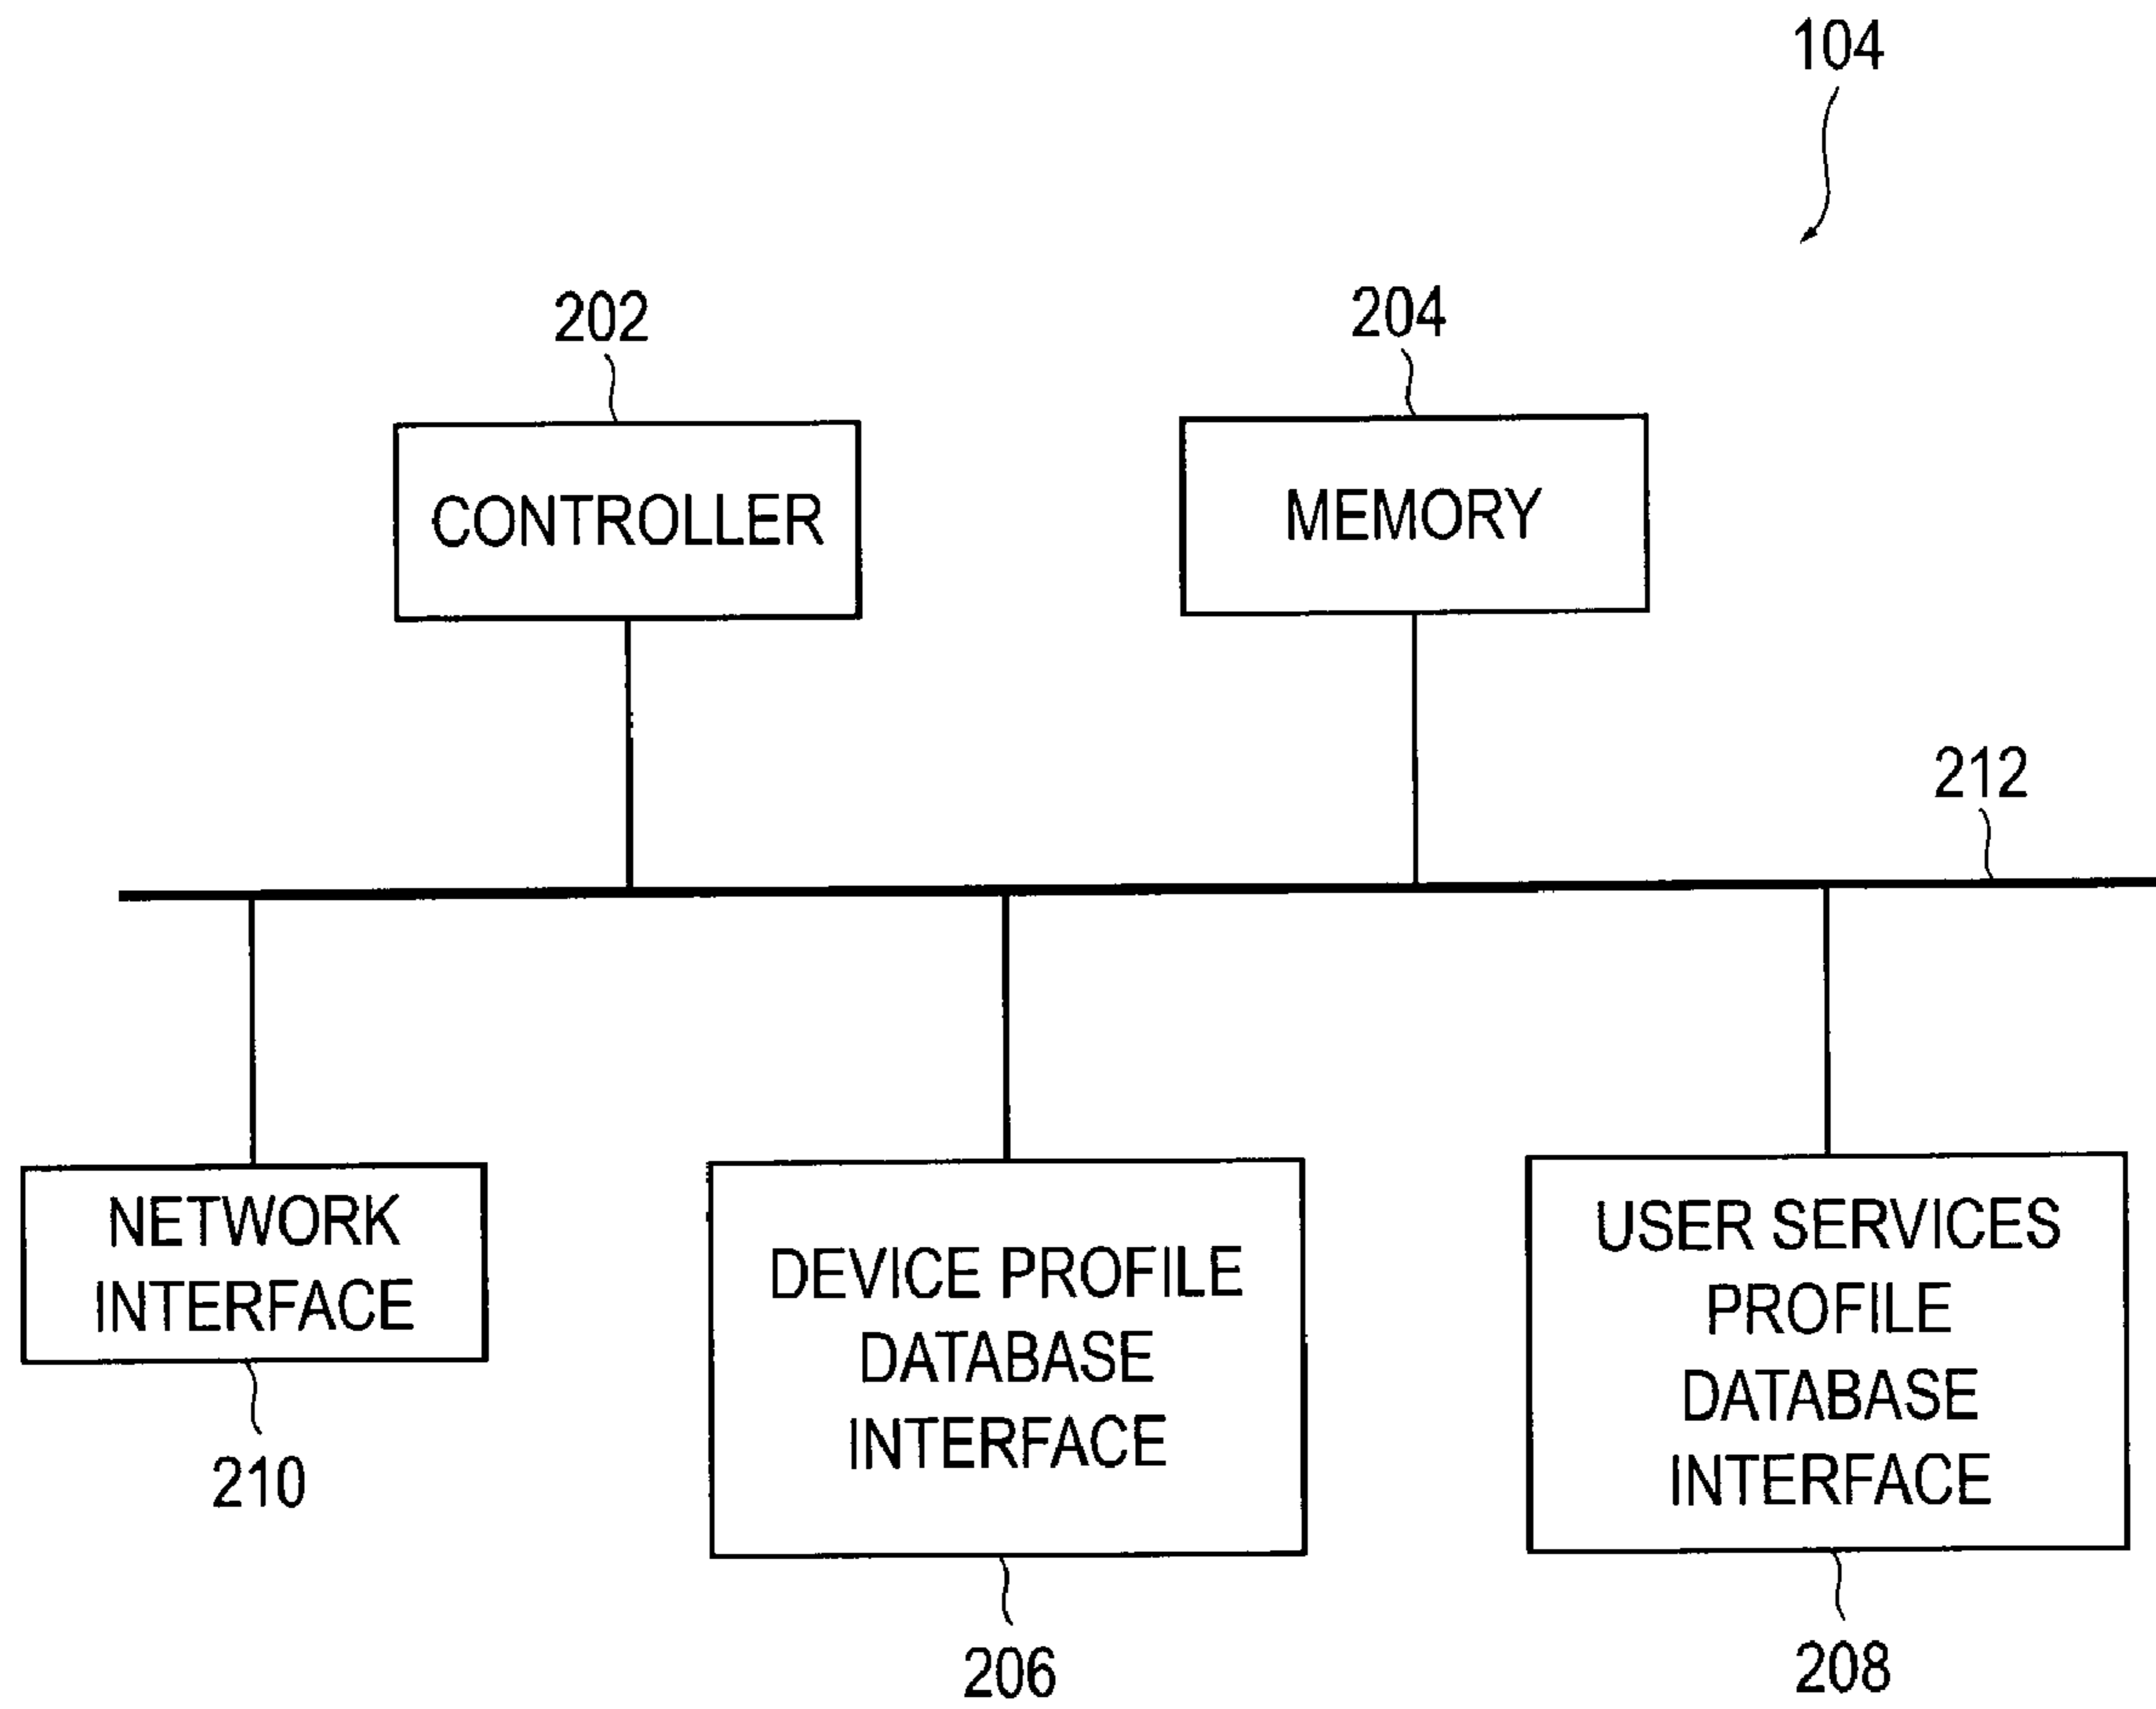 104
202
204
CONTROLLER
MEMORY
212
NETWORK
INTERFACE
210
DEVICE PROFILE
DATABASE
INTERFACE
206
USER SERVICES
PROFILE
DATABASE
INTERFACE
208